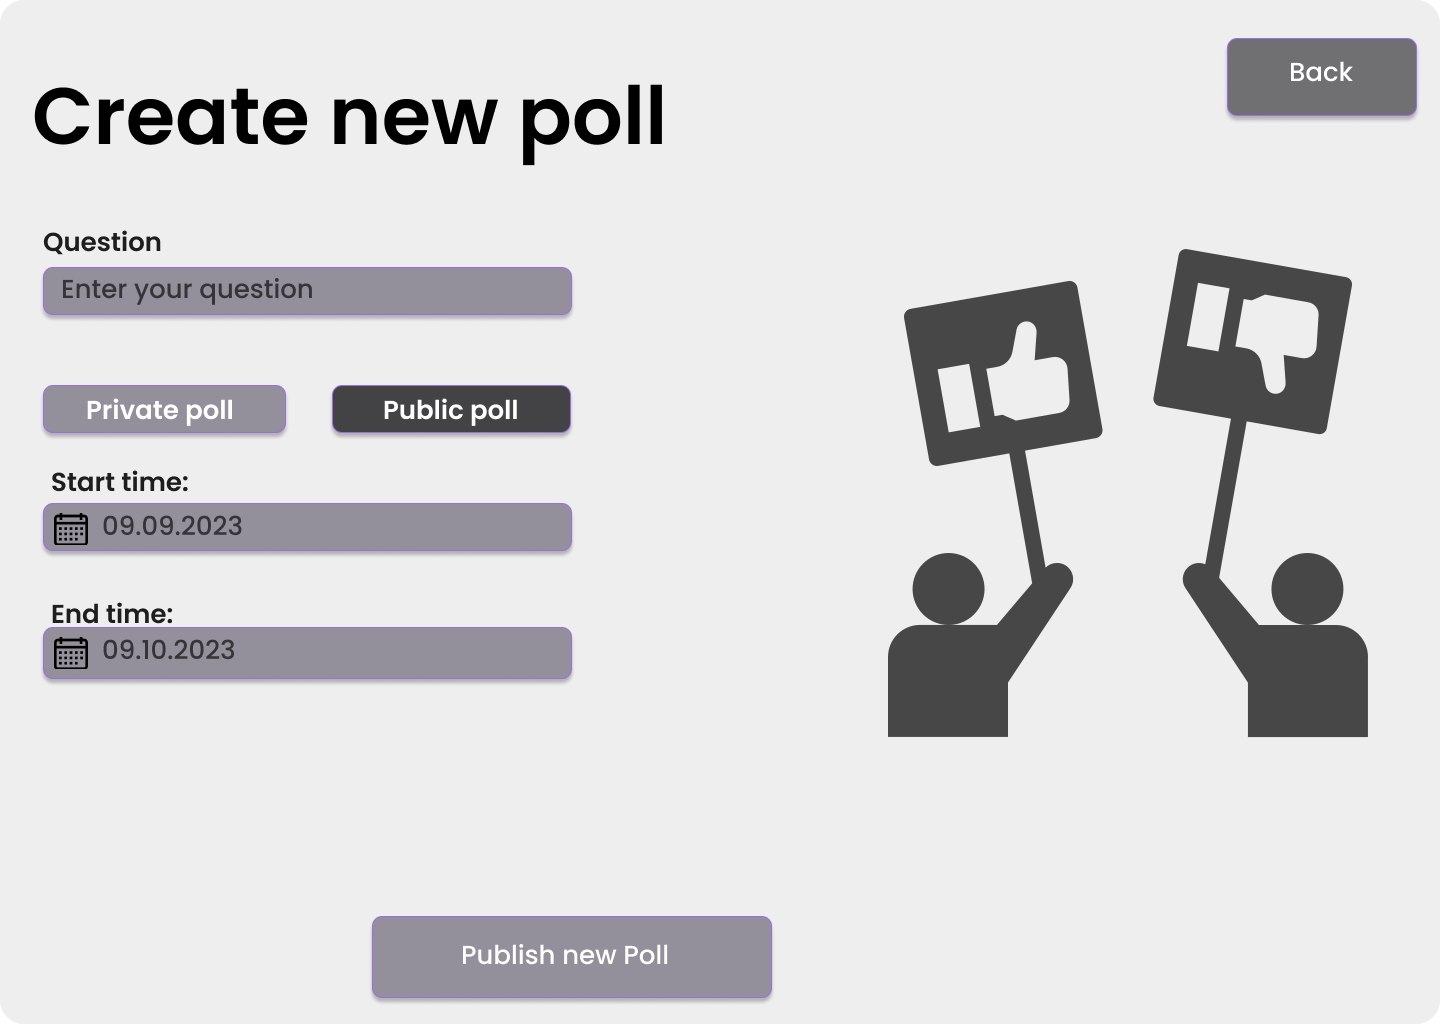 Back
Create new poll
Question
Enter your question
Private poll
Public poll
Start time:
09.09.2023
End time:
09.10.2023
Publish new Poll